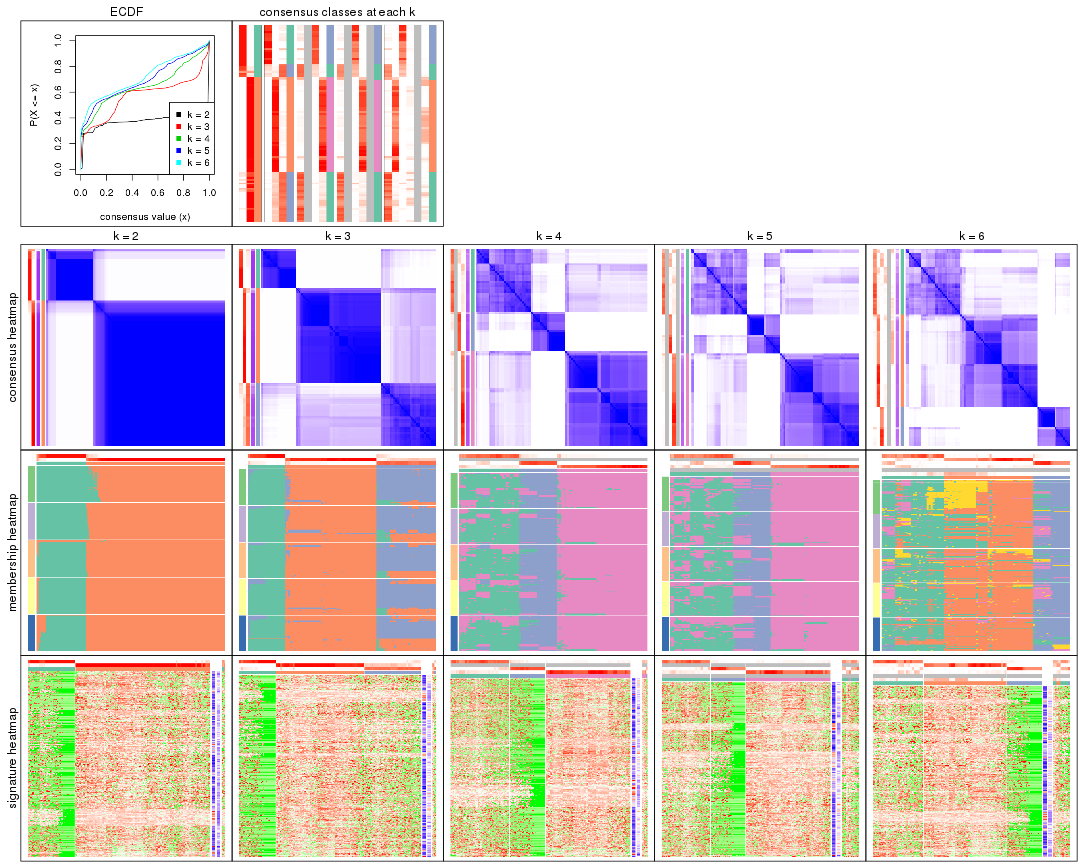 ECDF
consensus classes at each k
P(X <= x)
0.0 0.2 0.4 0.6 0.8 1.0
k = 2
k = 3
k = 4
k = 5
k = 6
0.0 0.2 0.4 0.6 0.8 1.0
consensus value (x)
k = 2 k = 3 k = 4 k = 5 k = 6
consensus heatmap
membership heatmap
signature heatmap